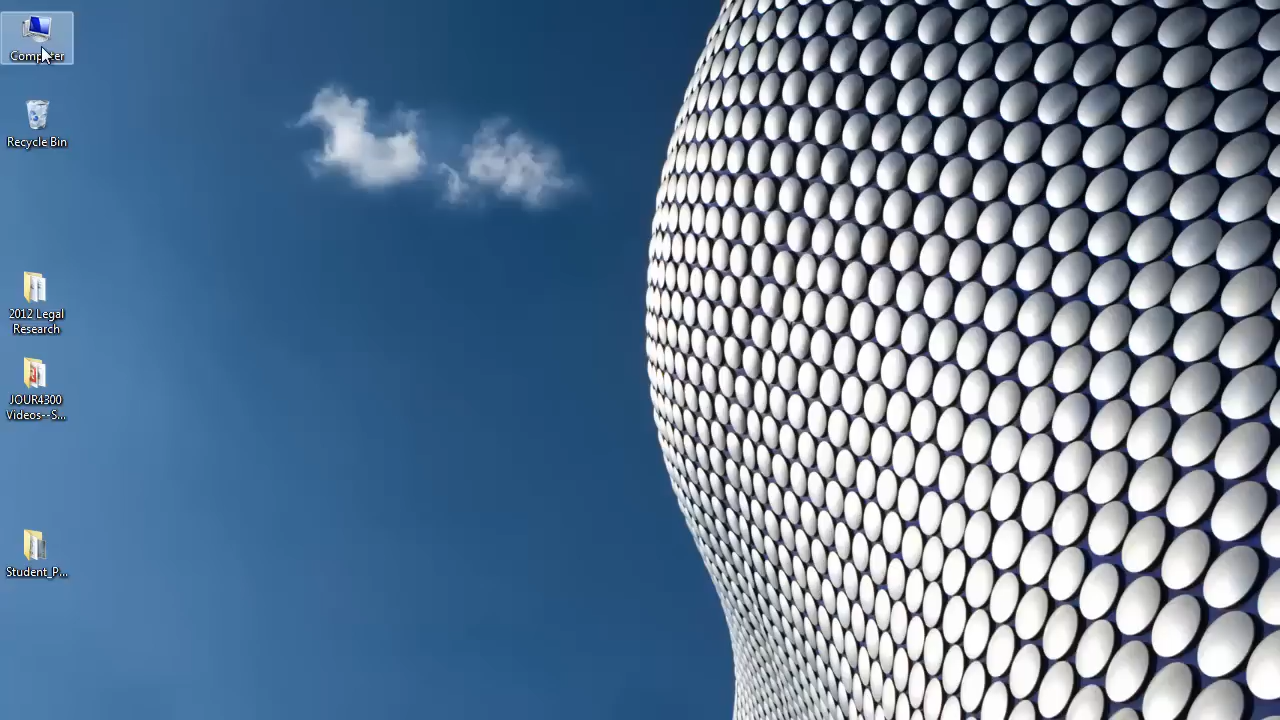 Computer
Recycle Bin
2012 Legal
Research
JOUR4300
Videos--S...
Student_P...